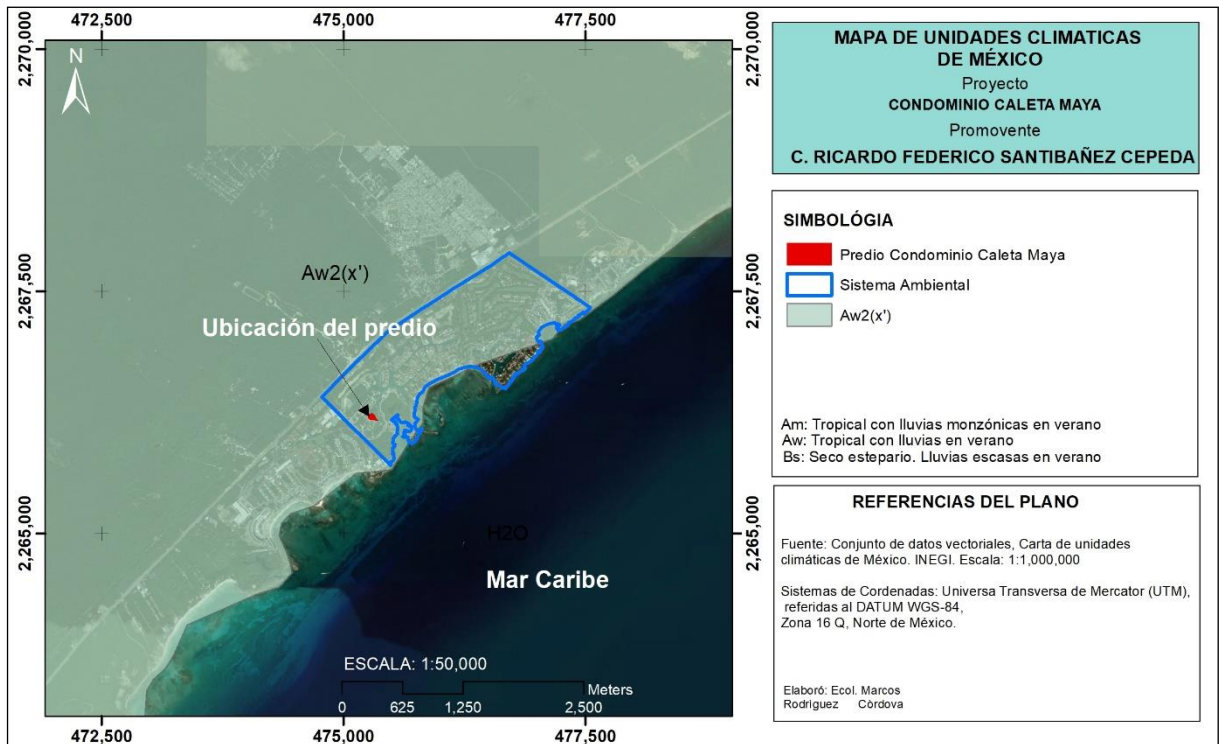 472,500 475,000 477,500
2,270,000 2,270,000
N
2,267,500 2,267,500
Aw2(x')
Ubicación del predio
2,265,000 2,265,000
H2O
Mar Caribe
ESCALA: 1:50,000
Meters
0 625 1,250 2,500
472,500 475,000 477,500
MAPA DE UNIDADES CLIMATICAS
DE MÉXICO
Proyecto
CONDOMINIO CALETA MAYA
Promovente
C. RICARDO FEDERICO SANTIBAÑEZ CEPEDA
SIMBOLÓGIA
Predio Condominio Caleta Maya
Sistema Ambiental
Aw2(x')
Am: Tropical con lluvias monzónicas en verano
Aw: Tropical con lluvias en verano
Bs: Seco estepario. Lluvias escasas en verano
REFERENCIAS DEL PLANO
Fuente: Conjunto de datos vectoriales, Carta de unidades
climáticas de México. INEGI. Escala: 1:1,000,000
Sistemas de Cordenadas: Universa Transversa de Mercator (UTM),
referidas al DATUM WGS-84,
Zona 16 Q, Norte de México.
Elaboró: Ecol. Marcos
Rodriguez Còrdova